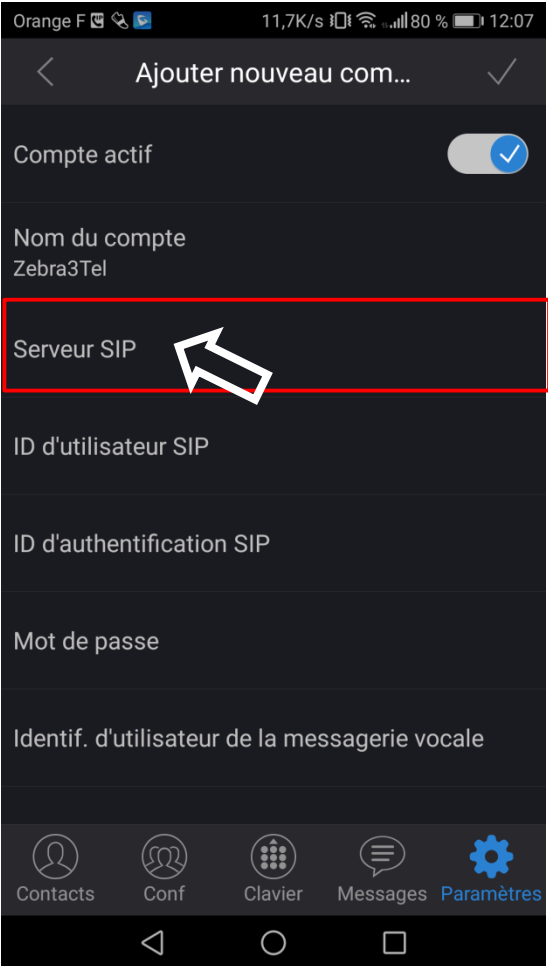 Orange F 11,7K/s 80 % 12:07
Ajouter nouveau com...
Compte actif
Nom du compte
Zebra3Tel
Serveur SIP
ID d'utilisateur SIP
ID d'authentification SIP
Mot de passe
Identif. d'utilisateur de la messagerie vocale
Contacts Conf Clavier Messages Paramètres